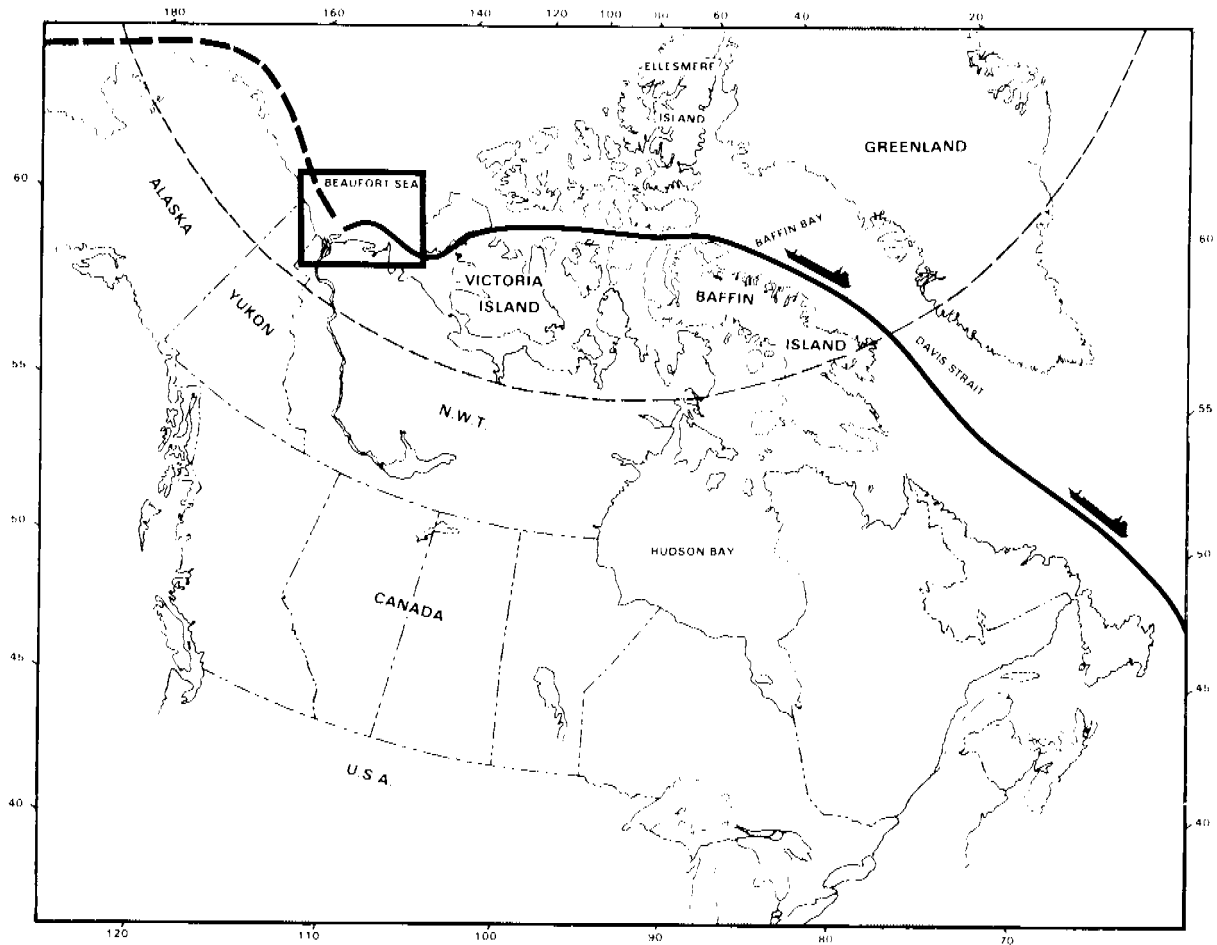 180 160 140 120 100 80 60 40 20
ELLESMERE
ISLAND
GREENLAND
60
BEAUFORT SEA
ALASKA
BAFFIN BAY
60
VICTORIA
ISLAND
BAFFIN
ISLAND
YUKON
DAVIS STRAIT
55
N.W.T.
55
50
HUDSON BAY
50
CANADA
45
45
U.S.A.
40
40
120 110 100 90 80 70